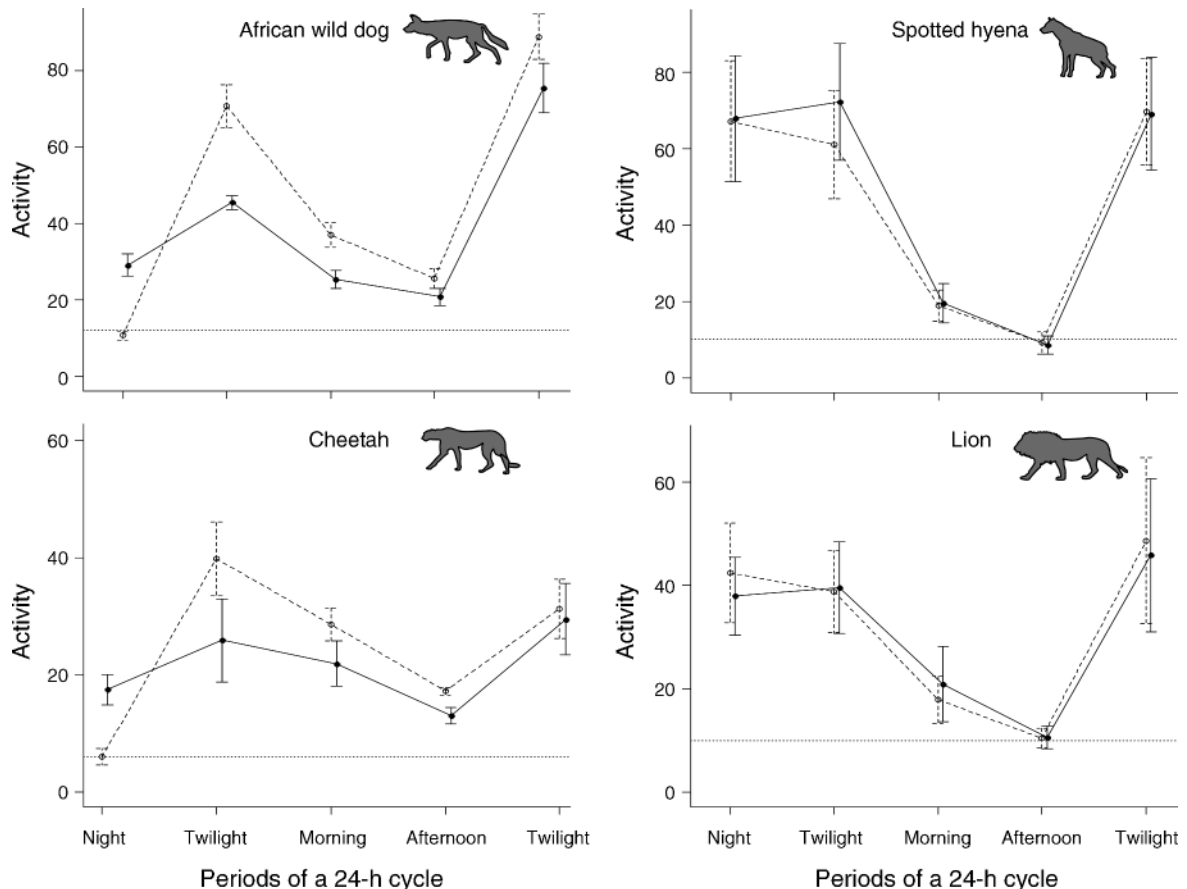 African wild dog
Activity
80
60
40
20
0
Spotted hyena
Activity
80
60
40
20
0
Cheetah
Activity
60
40
20
0
Night Twilight Morning Afternoon Twilight
Periods of a 24-h cycle
Lion
Activity
60
40
20
0
Night Twilight Morning Afternoon Twilight
Periods of a 24-h cycle